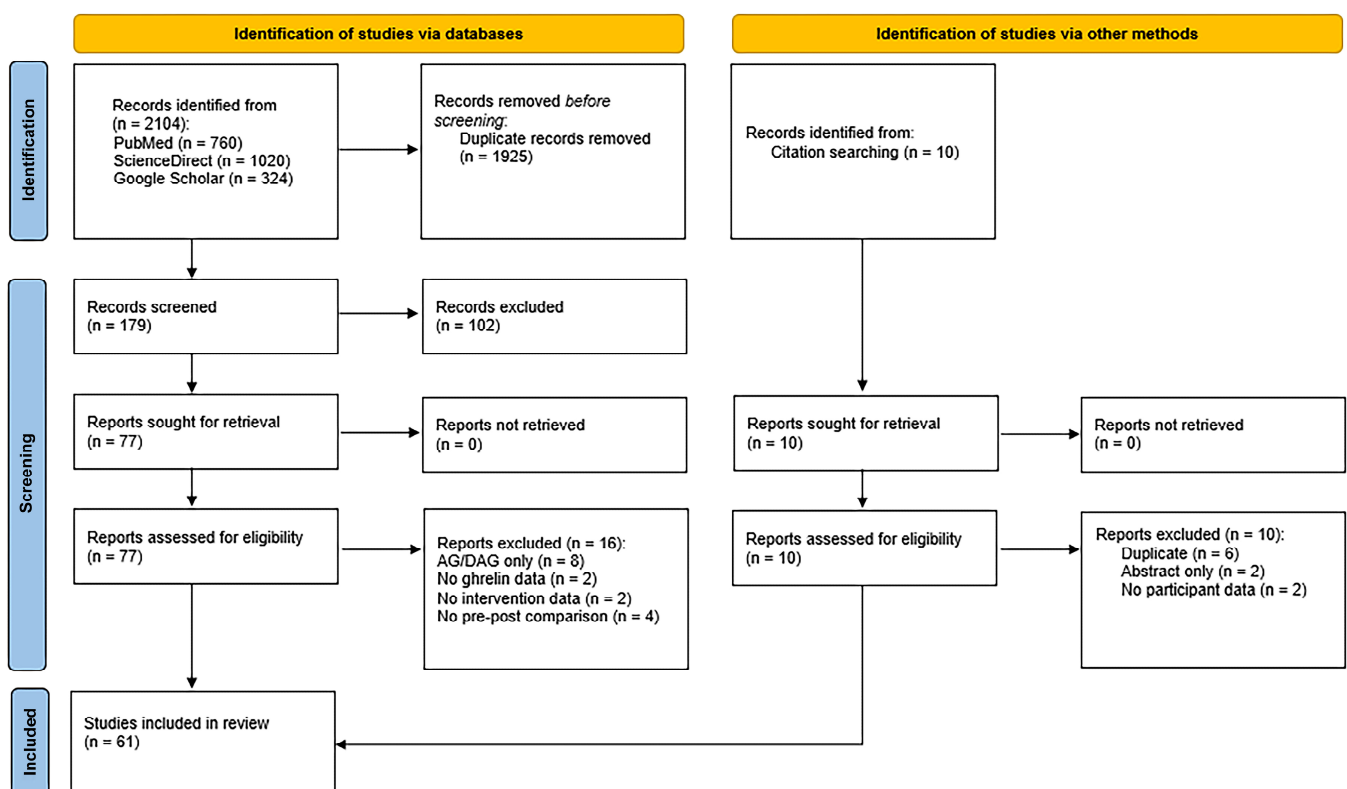 Identification of studies via databases
Identification of studies via other methods
Identification
Records identified from
(n = 2104):
PubMed (n = 760)
ScienceDirect (n = 1020)
Google Scholar (n = 324)
Records removed before
screening:
Duplicate records removed
(n = 1925)
Records identified from:
Citation searching (n = 10)
Screening
Records screened
(n = 179)
Records excluded
(n = 102)
Reports sought for retrieval
(n = 77)
Reports not retrieved
(n = 0)
Reports sought for retrieval
(n = 10)
Reports not retrieved
(n = 0)
Reports assessed for eligibility
(n = 77)
Reports excluded (n = 16):
AG/DAG only (n = 8)
No ghrelin data (n = 2)
No intervention data (n = 2)
No pre-post comparison (n = 4)
Reports assessed for eligibility
(n = 10)
Reports excluded (n = 10):
Duplicate (n = 6)
Abstract only (n = 2)
No participant data (n = 2)
Included
Studies included in review
(n = 61)